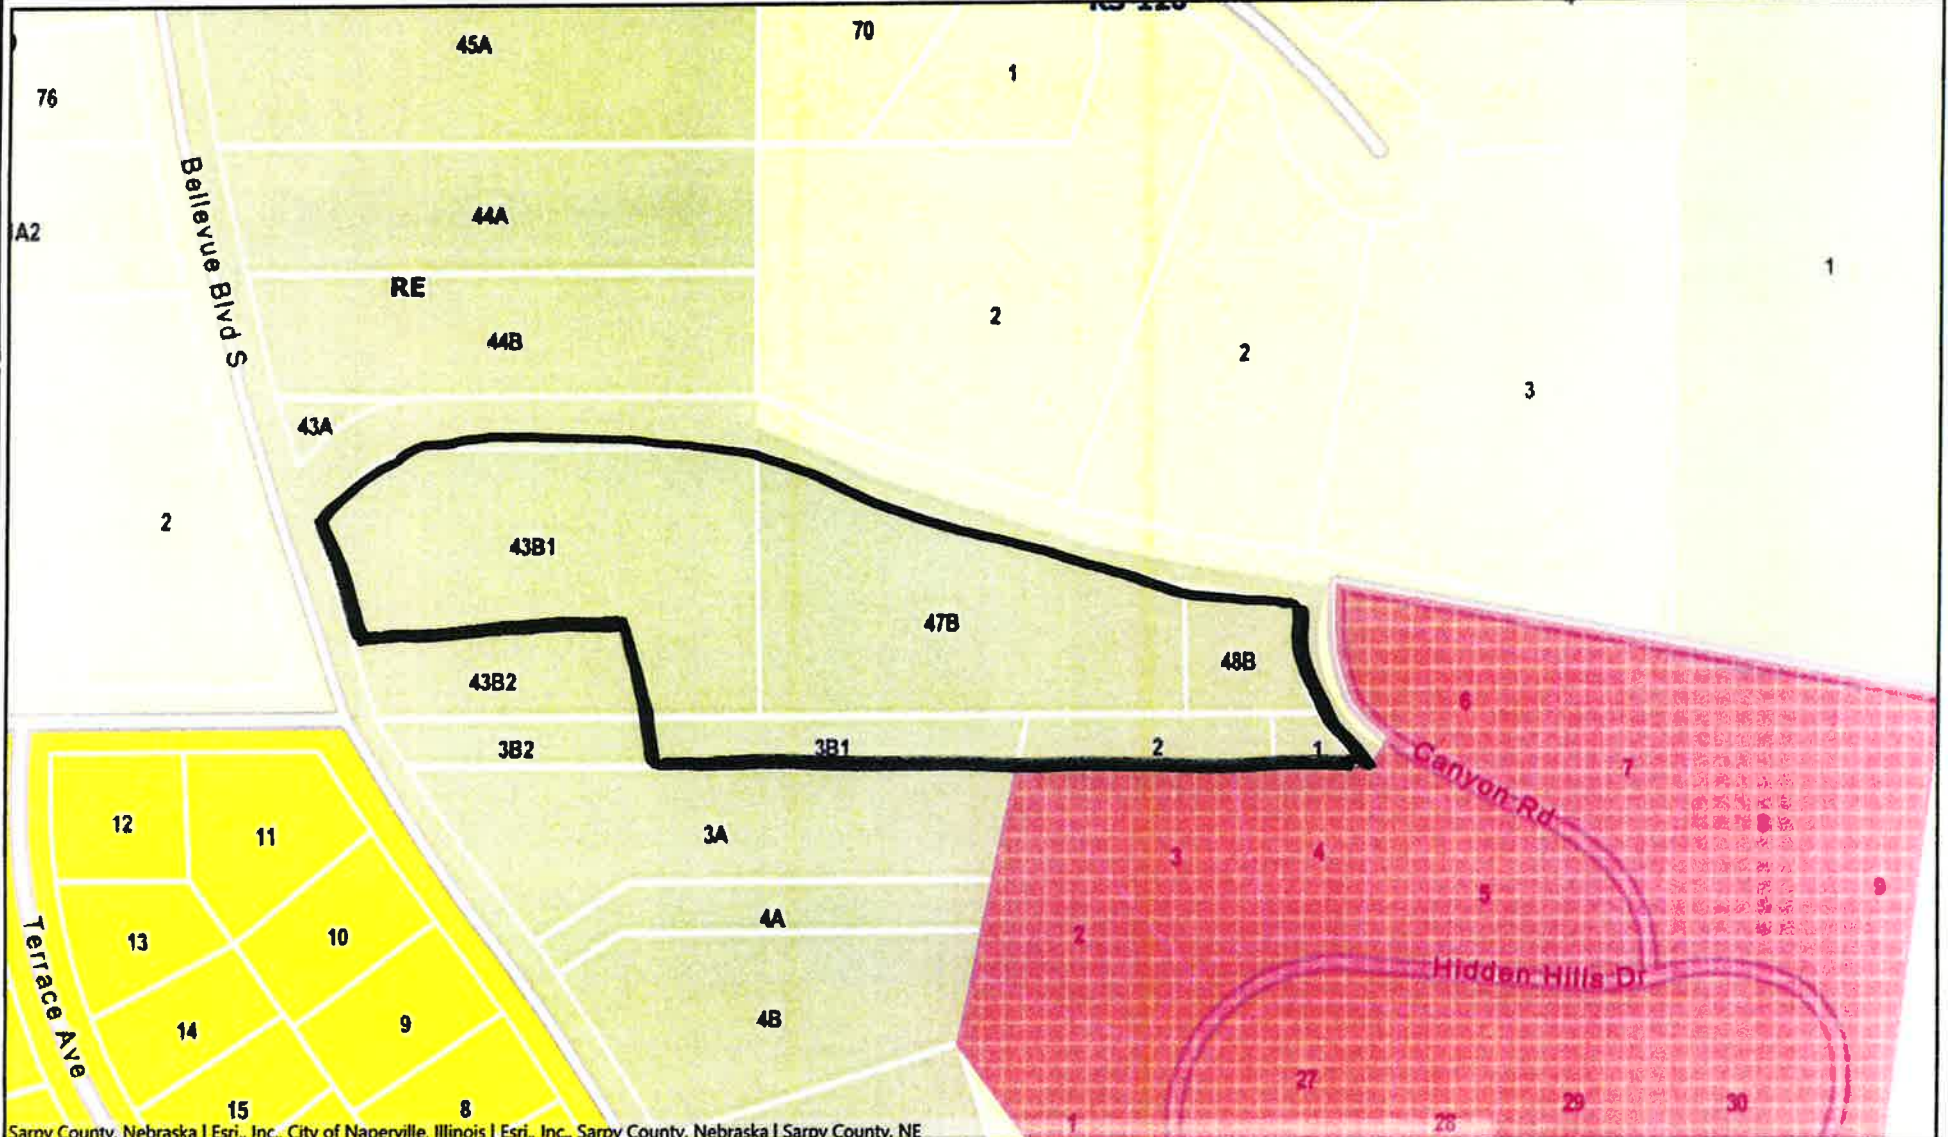 RS-120
45A
70
1
76
Bellevue Blvd S
44A
A2
RE
1
2
44B
2
3
43A
2
43B1
47B
48B
43B2
6
3B2
3B1
2
1
Canyon Rd
7
12
11
3A
3
4
9
5
4A
Terrace Ave
13
10
2
Hidden Hills Dr
14
9
4B
27
15
8
1
28
29
30
Sarpy County, Nebraska | Esri., Inc., City of Naperville, Illinois | Esri., Inc., Sarpy County, Nebraska | Sarpy County, NE